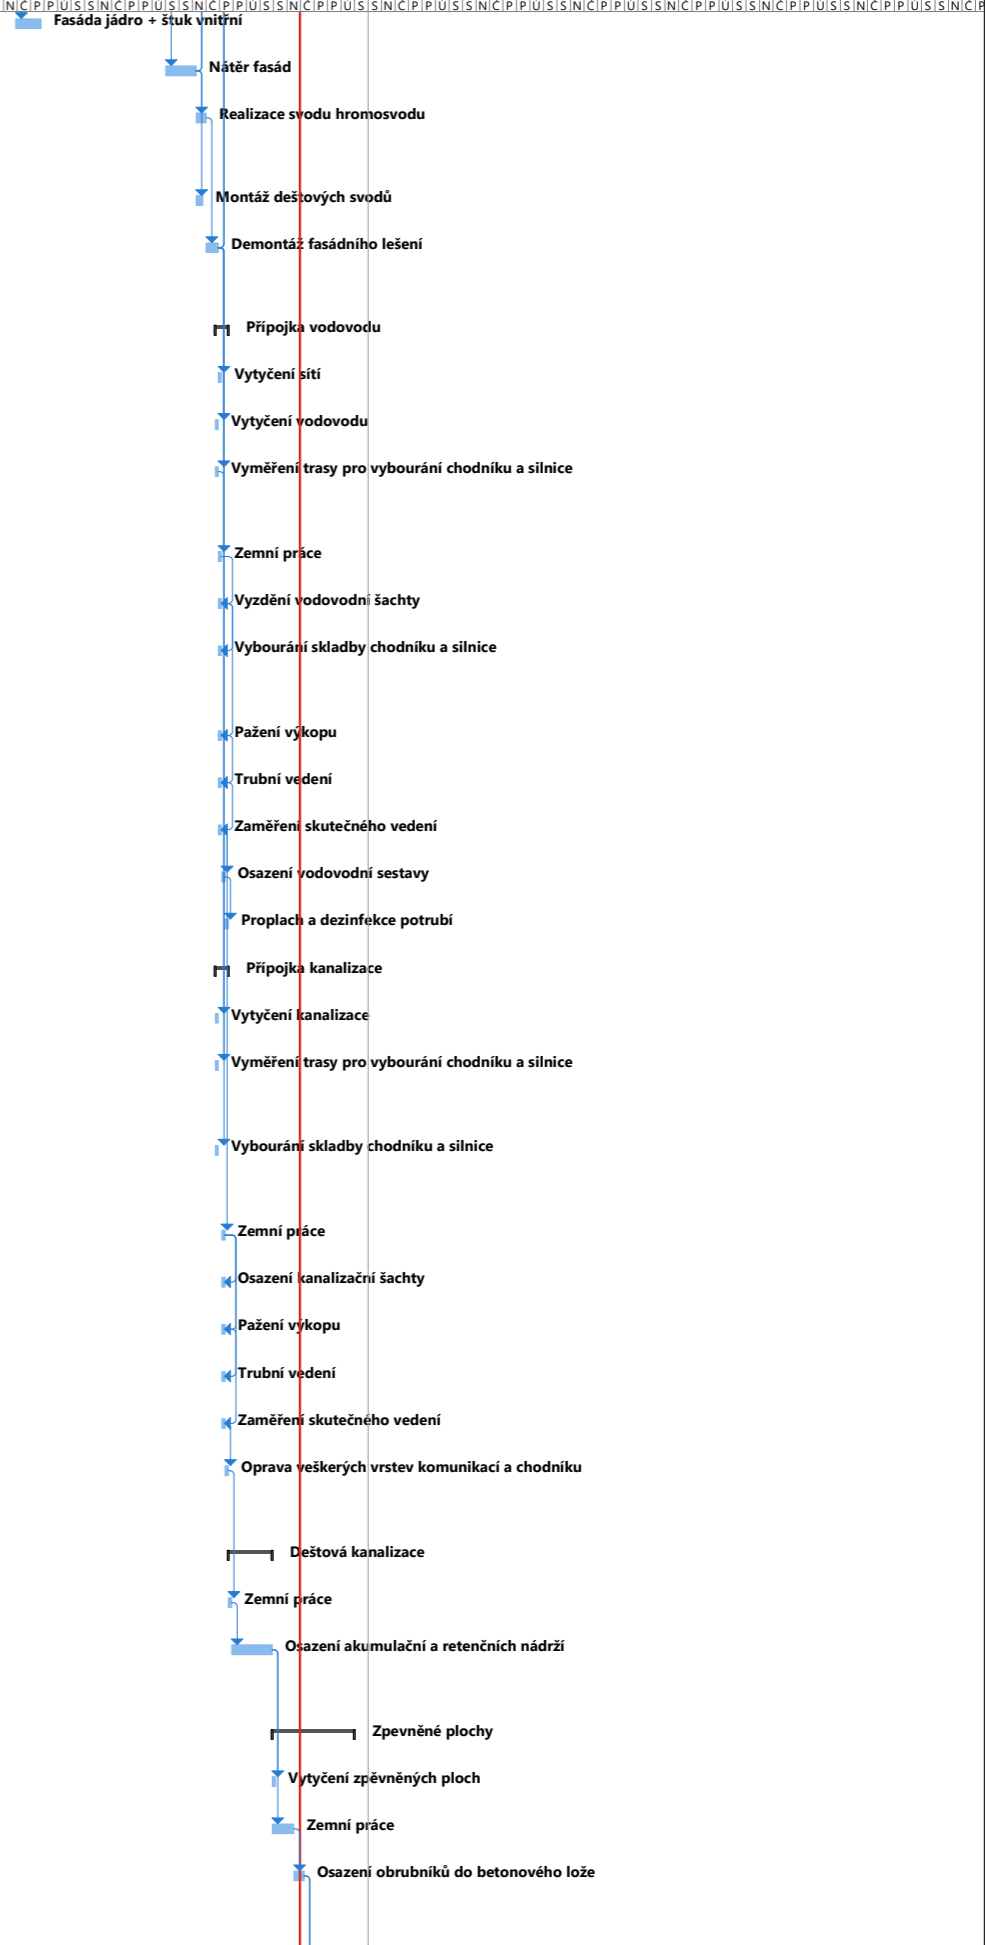 N Č P P Ú S S N Č P P Ú S S N Č P P Ú S S N Č P P Ú S S N Č P P Ú S S N Č P P Ú S S N Č P P Ú S S N Č P P Ú S S N Č P P Ú S S N Č P P Ú S S N Č P
Fasáda jádro + štuk vnitřní
Nátěr fasád
Realizace svodu hromosvodu
Montáž deštových svodů
Demontáž fasádního lešení
Přípojka vodovodu
Vytyčení sítí
Vytyčení vodovodu
Vyměření trasy pro vybourání chodníku a silnice
Zemní práce
Vyzdění vodovodní šachty
Vybourání skladby chodníku a silnice
Pažení výkopu
Trubní vedení
Zaměření skutečného vedení
Osazení vodovodní sestavy
Proplach a dezinfekce potrubí
Přípojka kanalizace
Vytyčení kanalizace
Vyměření trasy pro vybourání chodníku a silnice
Vybourání skladby chodníku a silnice
Zemní práce
Osazení kanalizační šachty
Pažení výkopu
Trubní vedení
Zaměření skutečného vedení
Oprava veškerých vrstev komunikací a chodníku
Deštová kanalizace
Zemní práce
Osazení akumulační a retenčních nádrží
Zpevněné plochy
Vytyčení zpěvněných ploch
Zemní práce
Osazení obrubníků do betonového lože